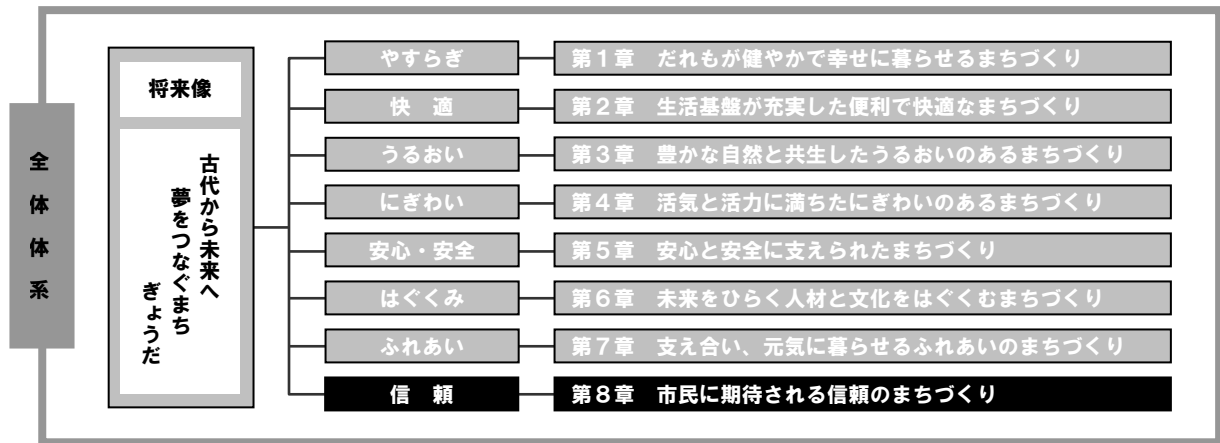 全体体系
将来像
古代から未来へ
夢をつなぐまち
ぎょうだ
やすらぎ 第1章 だれもが健やかで幸せに暮らせるまちづくり
快 適 第2章 生活基盤が充実した便利で快適なまちづくり
うるおい 第3章 豊かな自然と共生したうるおいのあるまちづくり
にぎわい 第4章 活気と活力に満ちたにぎわいのあるまちづくり
安心・安全 第5章 安心と安全に支えられたまちづくり
はぐくみ 第6章 未来をひらく人材と文化をはぐくむまちづくり
ふれあい 第7章 支え合い、元気に暮らせるふれあいのまちづくり
信 頼 第8章 市民に期待される信頼のまちづくり